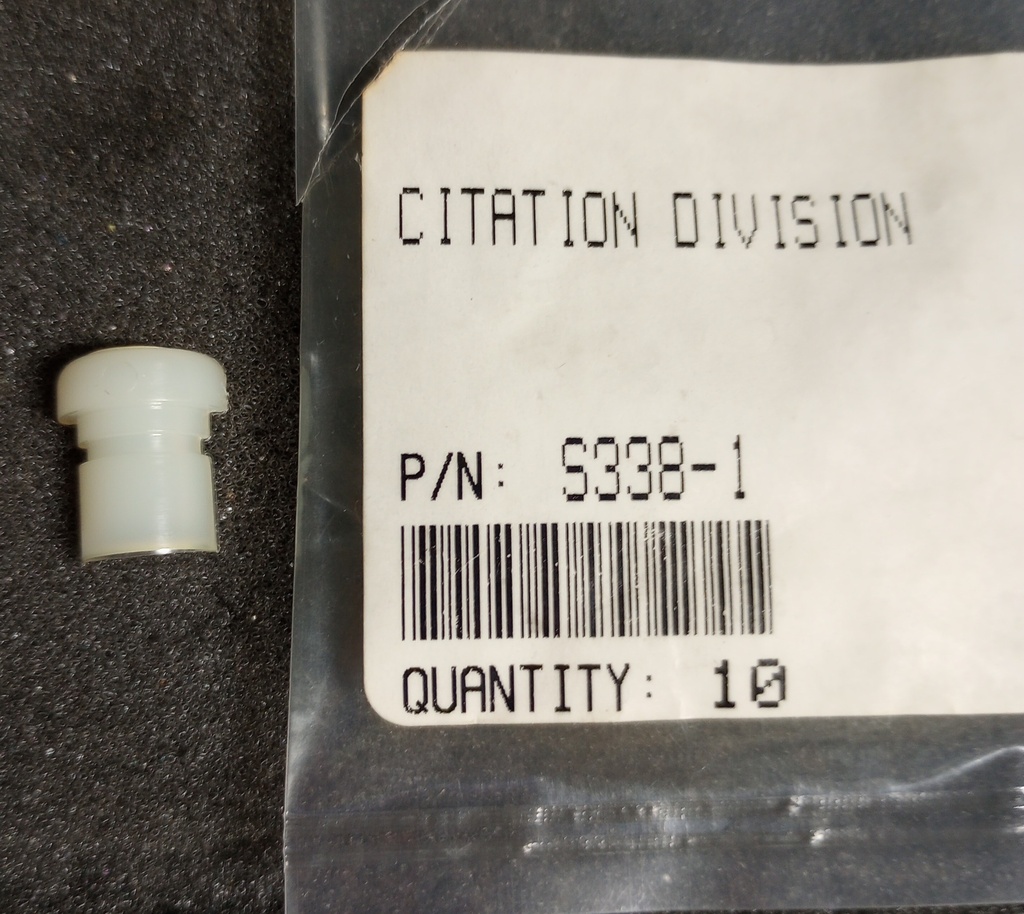 CITATION DIVISION
P/N: S338-1
QUANTITY: 10